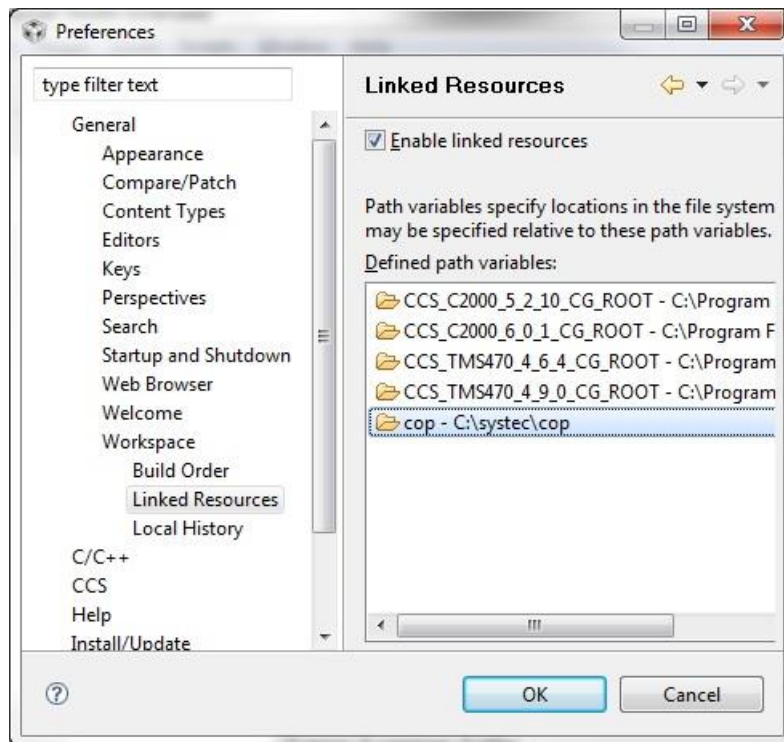 Preferences
type filter text
General
Appearance
Compare/Patch
Content Types
Editors
Keys
Perspectives
Search
Startup and Shutdown
Web Browser
Welcome
Workspace
Build Order
Linked Resources
Local History
C/C++
CCS
Help
Install/Update
Linked Resources
Enable linked resources
Path variables specify locations in the file system
may be specified relative to these path variables.
Defined path variables:
CCS_C2000_5_2_10_CG_ROOT - C:\Program
CCS_C2000_6_0_1_CG_ROOT - C:\Program F
CCS_TMS470_4_6_4_CG_ROOT - C:\Program
CCS_TMS470_4_9_0_CG_ROOT - C:\Program
cop - C:\systec\cop
OK
Cancel